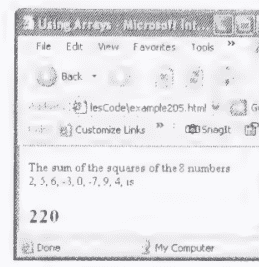 Using Arrays - Microsoft Int...
File Edit View Favorites Tools »
Back
lesCode\example205.html
Customize Links » SnagIt
The sum of the squares of the 8 numbers
2, 5, 6, -3, 0, -7, 9, 4, is
220
Done My Computer